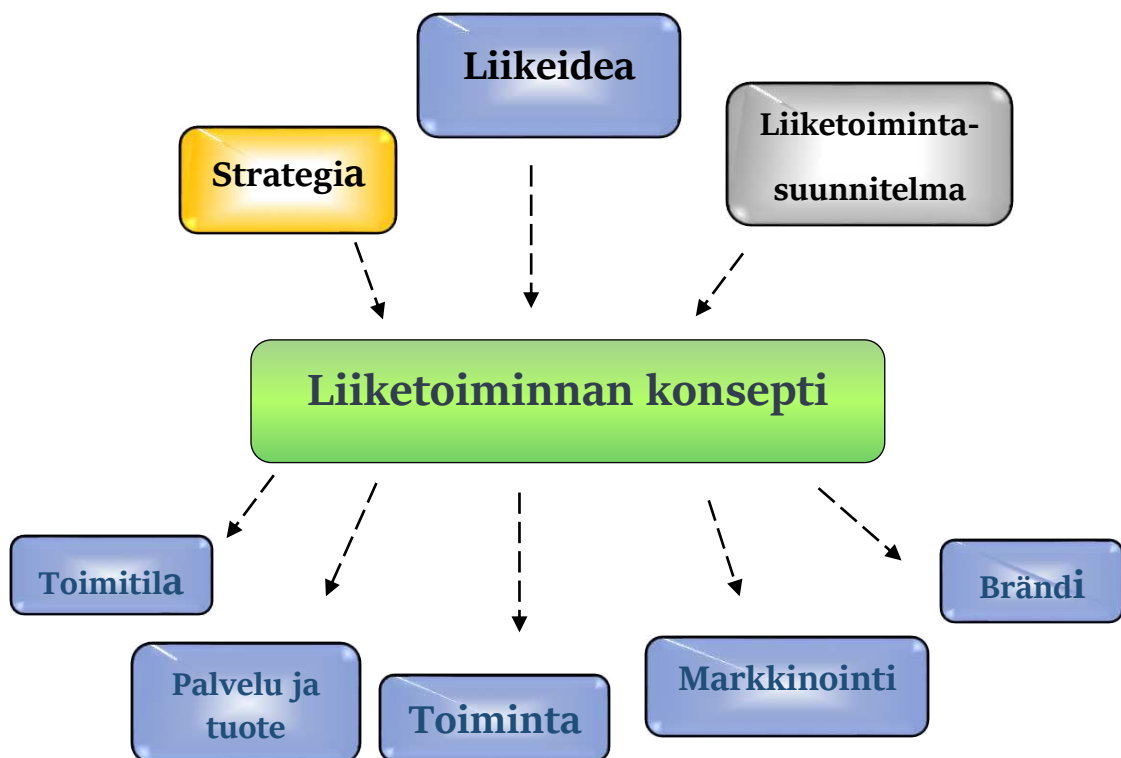 Liikeidea
Strategia
Liiketoiminta-
suunnitelma
Liiketoiminnan konsepti
Toimitila
Palvelu ja
tuote
Toiminta
Markkinointi
Brändi